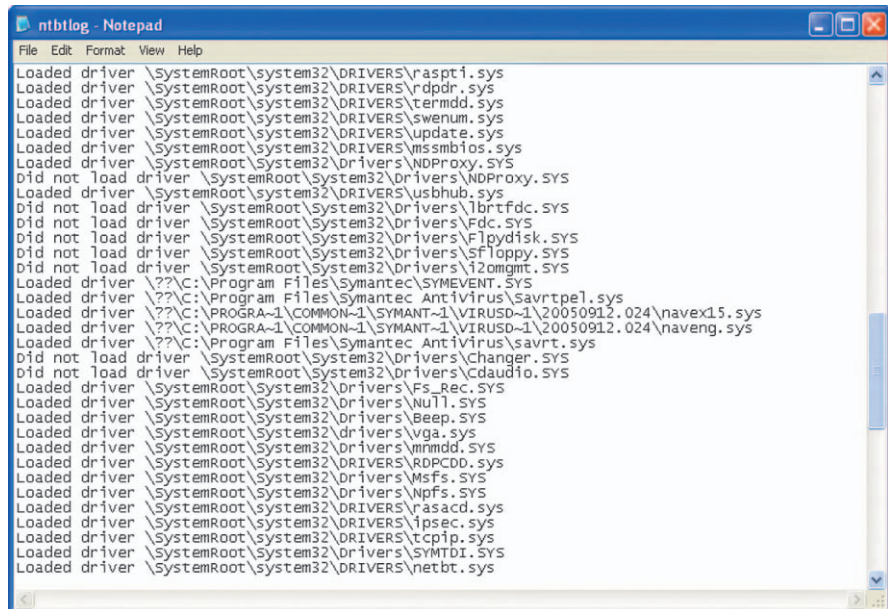 ntbtlog - Notepad
File Edit Format View Help
Loaded driver \SystemRoot\system32\DRIVERS\raspti.sys
Loaded driver \SystemRoot\system32\DRIVERS\rdpdr.sys
Loaded driver \SystemRoot\system32\DRIVERS\termdd.sys
Loaded driver \SystemRoot\system32\DRIVERS\swenum.sys
Loaded driver \SystemRoot\system32\DRIVERS\update.sys
Loaded driver \SystemRoot\system32\DRIVERS\mssmbios.sys
Loaded driver \SystemRoot\System32\Drivers\NDProxy.SYS
Did not load driver \SystemRoot\System32\Drivers\NDProxy.SYS
Loaded driver \SystemRoot\system32\DRIVERS\usbhub.sys
Did not load driver \SystemRoot\System32\Drivers\lbrtfdc.SYS
Did not load driver \SystemRoot\System32\Drivers\Fdc.SYS
Did not load driver \SystemRoot\System32\Drivers\Flpydisk.SYS
Did not load driver \SystemRoot\System32\Drivers\Sfloppy.SYS
Did not load driver \SystemRoot\System32\Drivers\i2omgmt.SYS
Loaded driver \??\C:\Program Files\Symantec\SYMEVENT.SYS
Loaded driver \??\C:\Program Files\Symantec AntiVirus\Savrtpel.sys
Loaded driver \??\C:\PROGRA~1\COMMON~1\SYMANT~1\VIRUSD~1\20050912.024\navex15.sys
Loaded driver \??\C:\PROGRA~1\COMMON~1\SYMANT~1\VIRUSD~1\20050912.024\naveng.sys
Loaded driver \??\C:\Program Files\Symantec AntiVirus\savrt.sys
Did not load driver \SystemRoot\System32\Drivers\Changer.SYS
Did not load driver \SystemRoot\System32\Drivers\Cdaudio.SYS
Loaded driver \SystemRoot\System32\Drivers\Fs_Rec.SYS
Loaded driver \SystemRoot\System32\Drivers\Null.SYS
Loaded driver \SystemRoot\System32\Drivers\Beep.SYS
Loaded driver \SystemRoot\System32\drivers\vga.sys
Loaded driver \SystemRoot\System32\Drivers\mnmdd.SYS
Loaded driver \SystemRoot\System32\DRIVERS\RDPCDD.sys
Loaded driver \SystemRoot\System32\Drivers\Msfs.SYS
Loaded driver \SystemRoot\System32\Drivers\Npfs.SYS
Loaded driver \SystemRoot\system32\DRIVERS\rasacd.sys
Loaded driver \SystemRoot\system32\DRIVERS\ipsec.sys
Loaded driver \SystemRoot\system32\DRIVERS\tcpip.sys
Loaded driver \SystemRoot\System32\Drivers\SYMTDI.SYS
Loaded driver \SystemRoot\system32\DRIVERS\netbt.sys